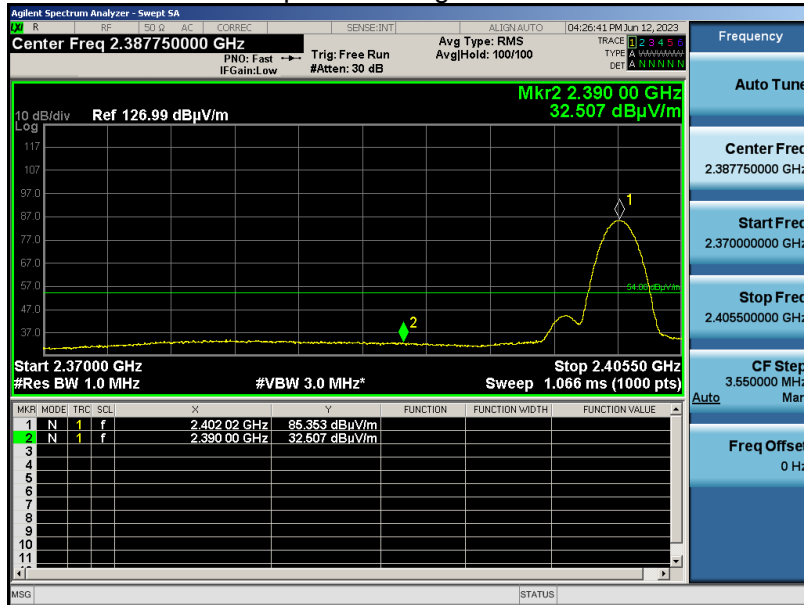 Agilent Spectrum Analyzer - Swept SA
LXI R RF 50 Ω AC CORREC SENSE:INT ALIGN AUTO 04:26:41 PM Jun 12, 2023
Center Freq 2.387750000 GHz
PNO: Fast
IFGain:Low
Trig: Free Run
#Atten: 30 dB
Avg Type: RMS
Avg|Hold: 100/100
TRACE 1 2 3 4 5 6
TYPE A
DET A N N N N N
Mkr2 2.390 00 GHz
32.507 dBµV/m
10 dB/div Ref 126.99 dBµV/m
Log
117
107
97.0
87.0
77.0
67.0
57.0
47.0
37.0
1
2
54.00 dBµV/m
Start 2.37000 GHz Stop 2.40550 GHz
#Res BW 1.0 MHz #VBW 3.0 MHz* Sweep 1.066 ms (1000 pts)
MKR MODE TRC SCL X Y FUNCTION FUNCTION WIDTH FUNCTION VALUE
1 N 1 f 2.402 02 GHz 85.353 dBµV/m
2 N 1 f 2.390 00 GHz 32.507 dBµV/m
3
4
5
6
7
8
9
10
11
MSG STATUS
Frequency
Auto Tune
Center Freq
2.387750000 GHz
Start Freq
2.370000000 GHz
Stop Freq
2.405500000 GHz
CF Step
3.550000 MHz
Auto Man
Freq Offset
0 Hz